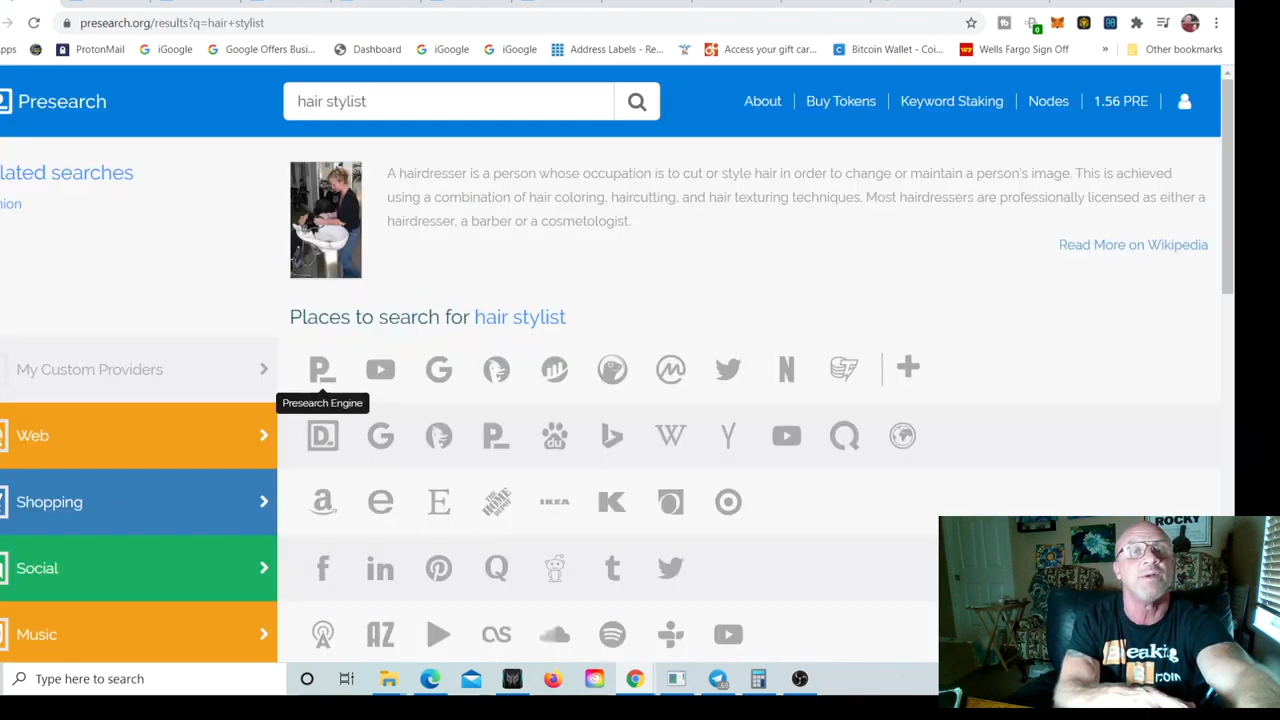 presearch.org/results?q=hair+stylist
ProtonMail
iGoogle
Google Offers Busi...
Dashboard
iGoogle
iGoogle
Address Labels - Re...
Access your gift car...
Bitcoin Wallet - Coi...
Wells Fargo Sign Off
»
Other bookmarks
Presearch
hair stylist
About
Buy Tokens
Keyword Staking
Nodes
1.56 PRE
lated searches
nion
A hairdresser is a person whose occupation is to cut or style hair in order to change or maintain a person's image. This is achieved
using a combination of hair coloring, haircutting, and hair texturing techniques. Most hairdressers are professionally licensed as either a
hairdresser, a barber or a cosmetologist.
Read More on Wikipedia
Places to search for hair stylist
My Custom Providers
Presearch Engine
Web
Shopping
IKEA
Social
Music
AZ
ROCKY
eaking
Type here to search